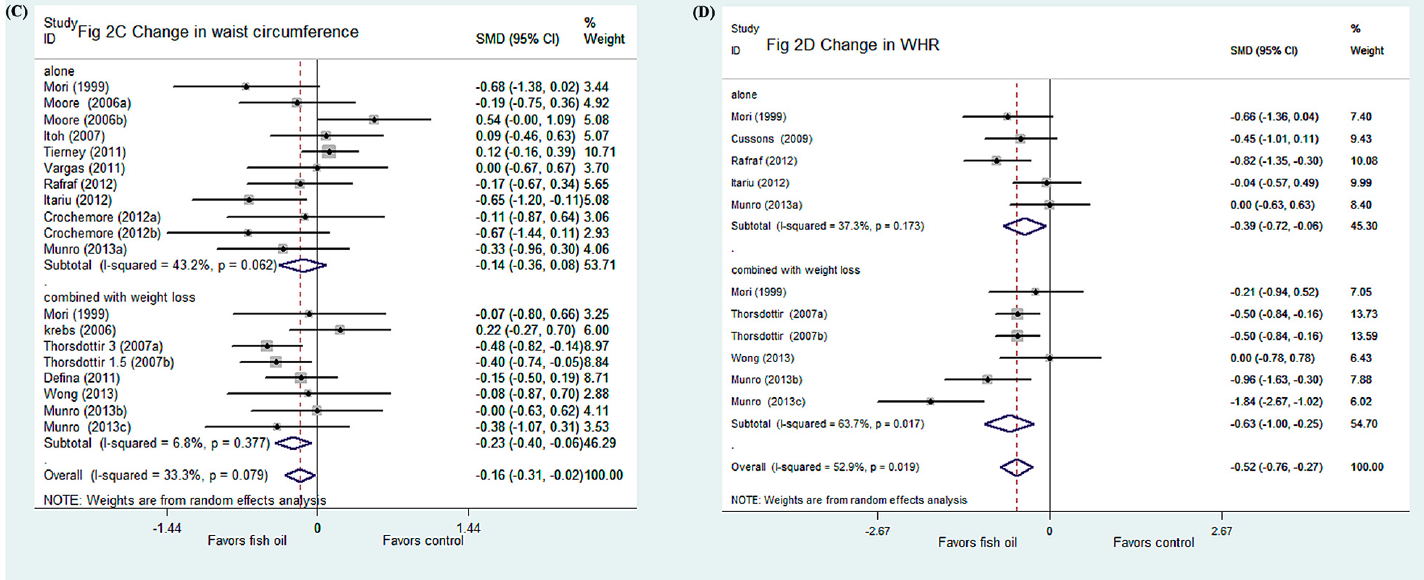 (C)
Study
ID
Fig 2C Change in waist circumference
SMD (95% CI)
%
Weight
alone
Mori (1999) -0.68 (-1.38, 0.02) 3.44
Moore (2006a) -0.19 (-0.75, 0.36) 4.92
Moore (2006b) 0.54 (-0.00, 1.09) 5.08
Itoh (2007) 0.09 (-0.46, 0.63) 5.07
Tierney (2011) 0.12 (-0.16, 0.39) 10.71
Vargas (2011) 0.00 (-0.67, 0.67) 3.70
Rafraf (2012) -0.17 (-0.67, 0.34) 5.65
Itariu (2012) -0.65 (-1.20, -0.11) 5.08
Crochemore (2012a) -0.11 (-0.87, 0.64) 3.06
Crochemore (2012b) -0.67 (-1.44, 0.11) 2.93
Munro (2013a) -0.33 (-0.96, 0.30) 4.06
Subtotal (I-squared = 43.2%, p = 0.062) -0.14 (-0.36, 0.08) 53.71
.
combined with weight loss
Mori (1999) -0.07 (-0.80, 0.66) 3.25
krebs (2006) 0.22 (-0.27, 0.70) 6.00
Thorsdottir 3 (2007a) -0.48 (-0.82, -0.14) 8.97
Thorsdottir 1.5 (2007b) -0.40 (-0.74, -0.05) 8.84
Defina (2011) -0.15 (-0.50, 0.19) 8.71
Wong (2013) -0.08 (-0.87, 0.70) 2.88
Munro (2013b) -0.00 (-0.63, 0.62) 4.11
Munro (2013c) -0.38 (-1.07, 0.31) 3.53
Subtotal (I-squared = 6.8%, p = 0.377) -0.23 (-0.40, -0.06) 46.29
.
Overall (I-squared = 33.3%, p = 0.079) -0.16 (-0.31, -0.02) 100.00
NOTE: Weights are from random effects analysis
-1.44 0 1.44
Favors fish oil Favors control
(D)
Study
ID
Fig 2D Change in WHR
SMD (95% CI)
%
Weight
alone
Mori (1999) -0.66 (-1.36, 0.04) 7.40
Cussons (2009) -0.45 (-1.01, 0.11) 9.43
Rafraf (2012) -0.82 (-1.35, -0.30) 10.08
Itariu (2012) -0.04 (-0.57, 0.49) 9.99
Munro (2013a) 0.00 (-0.63, 0.63) 8.40
Subtotal (I-squared = 37.3%, p = 0.173) -0.39 (-0.72, -0.06) 45.30
.
combined with weight loss
Mori (1999) -0.21 (-0.94, 0.52) 7.05
Thorsdottir (2007a) -0.50 (-0.84, -0.16) 13.73
Thorsdottir (2007b) -0.50 (-0.84, -0.16) 13.59
Wong (2013) 0.00 (-0.78, 0.78) 6.43
Munro (2013b) -0.96 (-1.63, -0.30) 7.88
Munro (2013c) -1.84 (-2.67, -1.02) 6.02
Subtotal (I-squared = 63.7%, p = 0.017) -0.63 (-1.00, -0.25) 54.70
.
Overall (I-squared = 52.9%, p = 0.019) -0.52 (-0.76, -0.27) 100.00
NOTE: Weights are from random effects analysis
-2.67 0 2.67
Favors fish oil Favors control